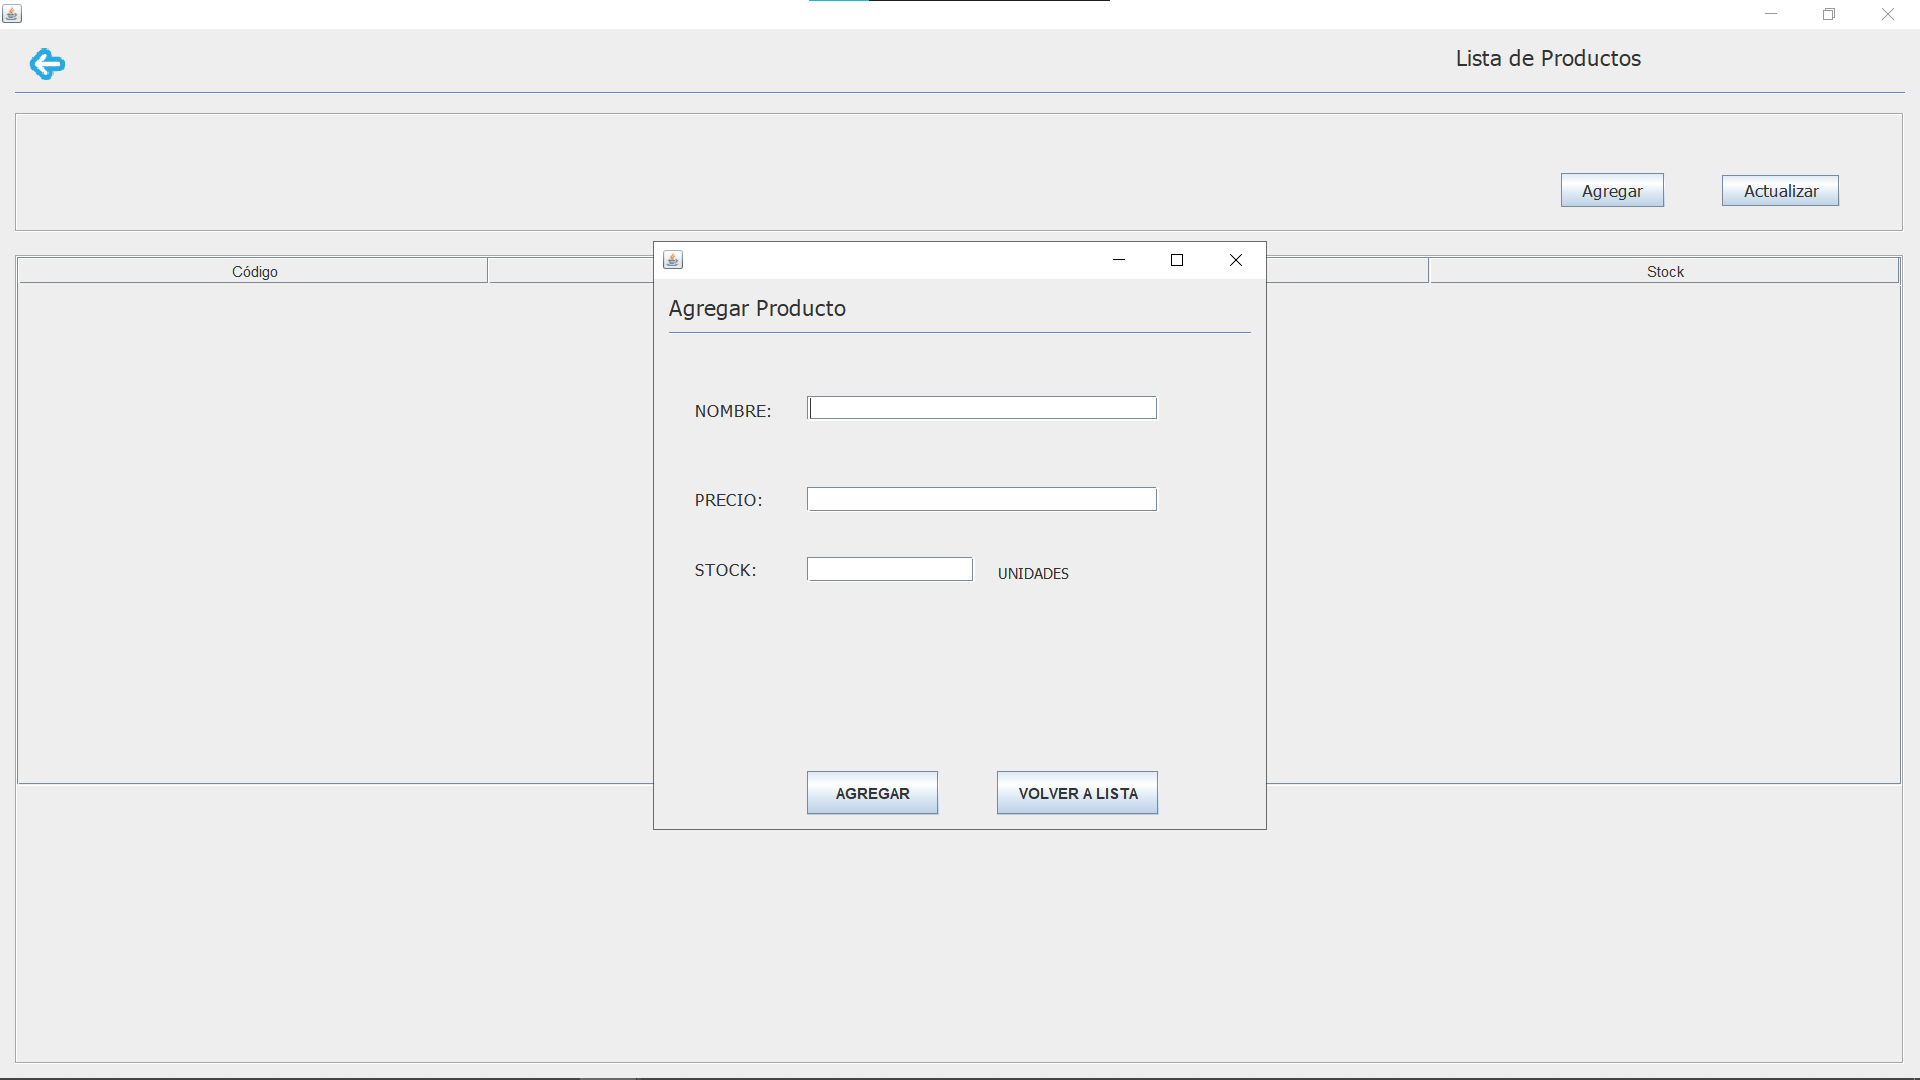 Lista de Productos
Agregar Actualizar
Código Stock
Agregar Producto
NOMBRE:
PRECIO:
STOCK: UNIDADES
AGREGAR VOLVER A LISTA